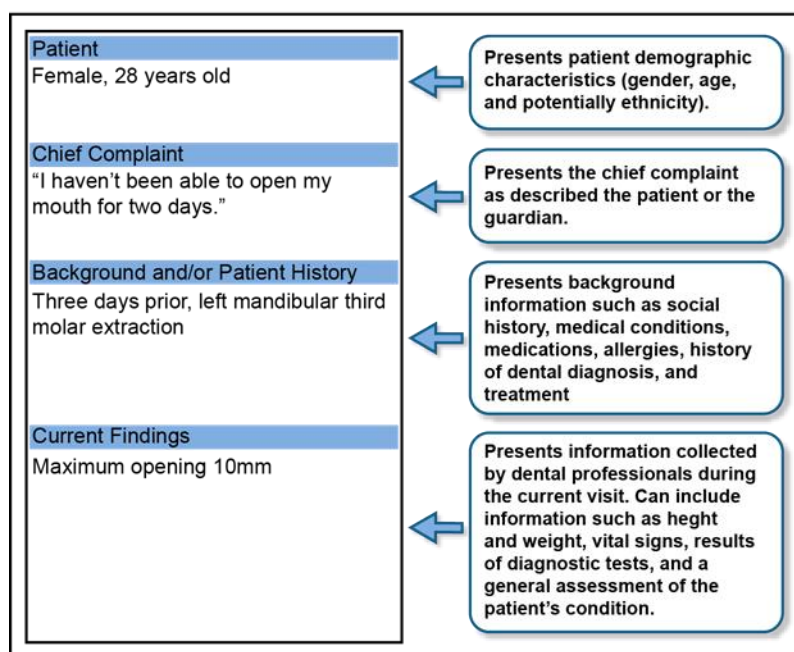 Patient
Female, 28 years old
Presents patient demographic
characteristics (gender, age,
and potentially ethnicity).
Chief Complaint
“I haven’t been able to open my
mouth for two days.”
Presents the chief complaint
as described the patient or the
guardian.
Background and/or Patient History
Three days prior, left mandibular third
molar extraction
Presents background
information such as social
history, medical conditions,
medications, allergies, history
of dental diagnosis, and
treatment
Current Findings
Maximum opening 10mm
Presents information collected
by dental professionals during
the current visit. Can include
information such as heght
and weight, vital signs, results
of diagnostic tests, and a
general assessment of the
patient’s condition.